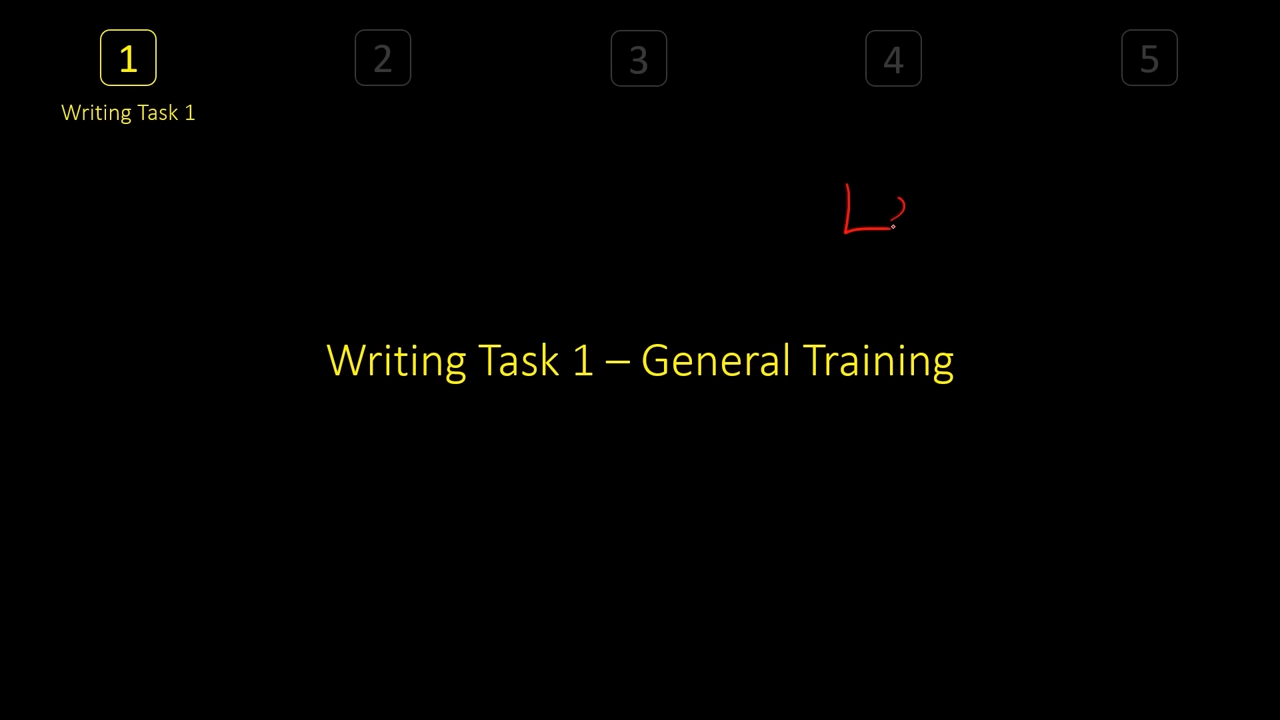 1 2 3 4 5
Writing Task 1
L
Writing Task 1 – General Training